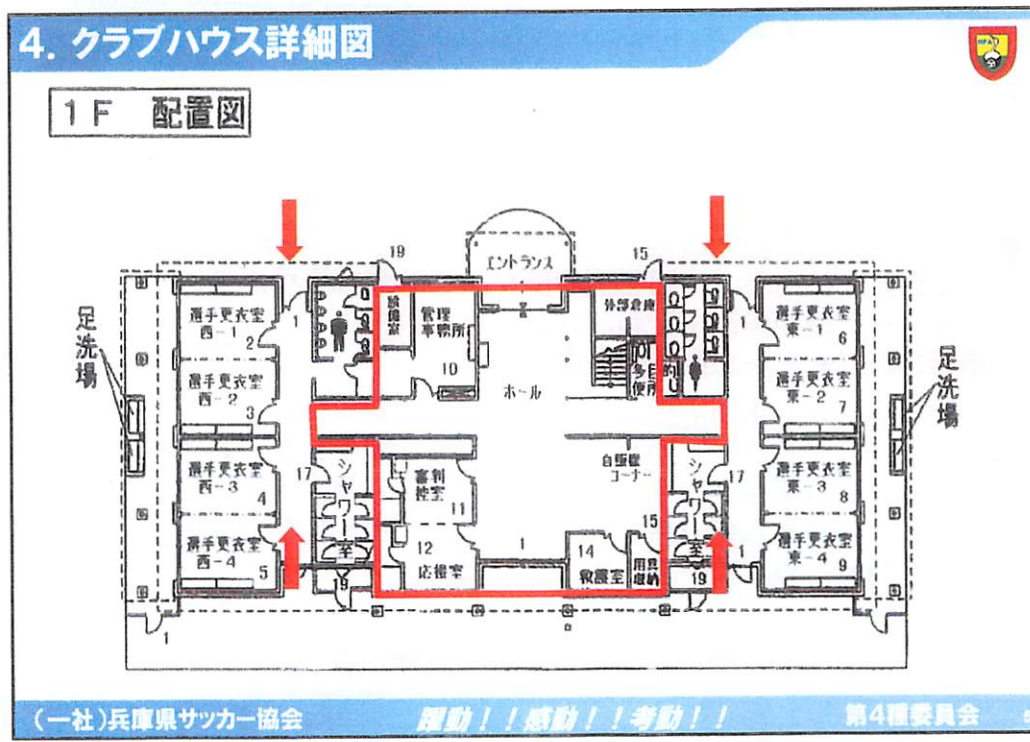 4. クラブハウス詳細図
1F 配置図
19
エントランス
15
足洗場
選手更衣室
西-1
2
1
設備室
管理
事務所
10
外部倉庫
多目的
便所
1
選手更衣室
東-1
6
選手更衣室
西-2
3
ホール
選手更衣室
東-2
7
足洗場
選手更衣室
西-3
4
17
シャワー室
審判
控室
11
自販機
コーナー
シャワー室
17
選手更衣室
東-3
8
選手更衣室
西-4
5
12
応接室
1
14
救護室
15
用具
収納
1
選手更衣室
東-4
9
19
19
1
(一社)兵庫県サッカー協会
躍動!!感動!!考動!!
第4種委員会